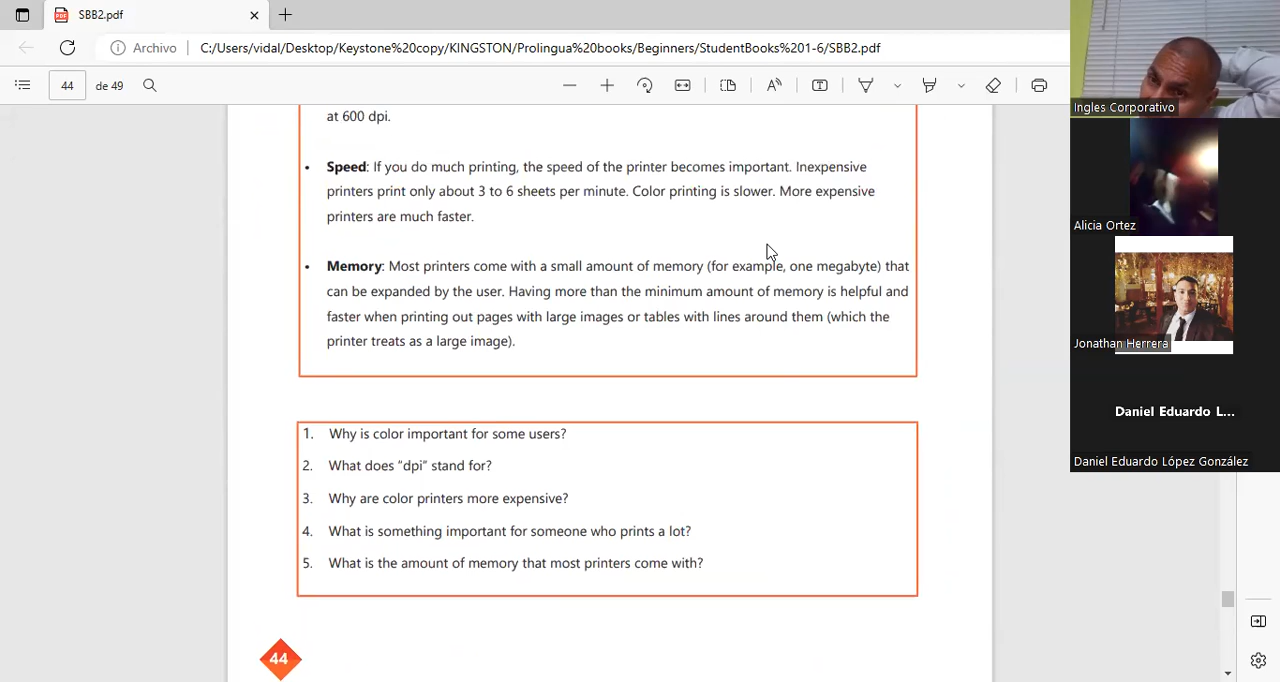 SBB2.pdf
Archivo
C:/Users/vidal/Desktop/Keystone%20copy/KINGSTON/Prolingua%20books/Beginners/StudentBooks%201-6/SBB2.pdf
44 de 49
at 600 dpi.
• Speed: If you do much printing, the speed of the printer becomes important. Inexpensive
printers print only about 3 to 6 sheets per minute. Color printing is slower. More expensive
printers are much faster.
• Memory: Most printers come with a small amount of memory (for example, one megabyte) that
can be expanded by the user. Having more than the minimum amount of memory is helpful and
faster when printing out pages with large images or tables with lines around them (which the
printer treats as a large image).
1. Why is color important for some users?
2. What does “dpi” stand for?
3. Why are color printers more expensive?
4. What is something important for someone who prints a lot?
5. What is the amount of memory that most printers come with?
44
Ingles Corporativo
Alicia Ortez
Jonathan Herrera
Daniel Eduardo L...
Daniel Eduardo López González